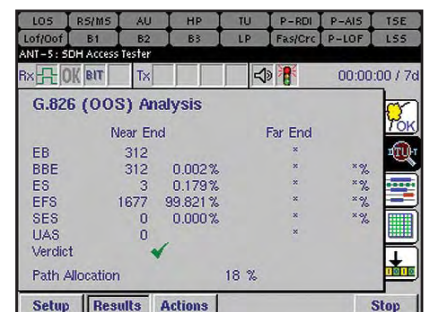 LOS RS/MS AU HP TU P-RDI P-AIS TSE
Lof/Oof B1 B2 B3 LP Fas/Crc P-LOF LSS
ANT-5: SDH Access Tester
Rx OK BIT Tx 00:00:00 / 7d
G.826 (OOS) Analysis
Near End Far End
EB 312 *
BBE 312 0.002% * *%
ES 3 0.179% * *%
EFS 1677 99.821% * *%
SES 0 0.000% * *%
UAS 0 *
Verdict ✓
Path Allocation 18 %
OK
ITU-T
Setup Results Actions Stop